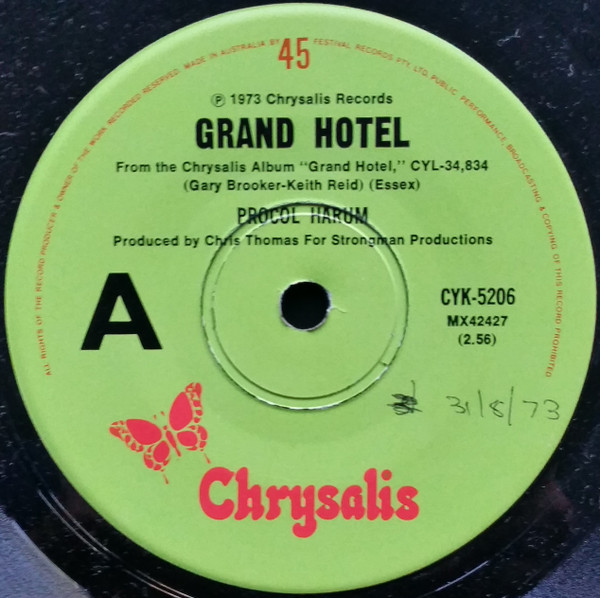 ALL RIGHTS OF THE RECORD PRODUCER & OWNER OF THE WORK RECORDED RESERVED. MADE IN AUSTRALIA BY FESTIVAL RECORDS PTY. LTD. PUBLIC PERFORMANCE, BROADCASTING & COPYING OF THIS RECORD PROHIBITED
45
℗ 1973 Chrysalis Records
GRAND HOTEL
From the Chrysalis Album "Grand Hotel," CYL-34,834
(Gary Brooker-Keith Reid) (Essex)
PROCOL HARUM
Produced by Chris Thomas For Strongman Productions
A
CYK-5206
MX42427
(2.56)
31/8/73
Chrysalis